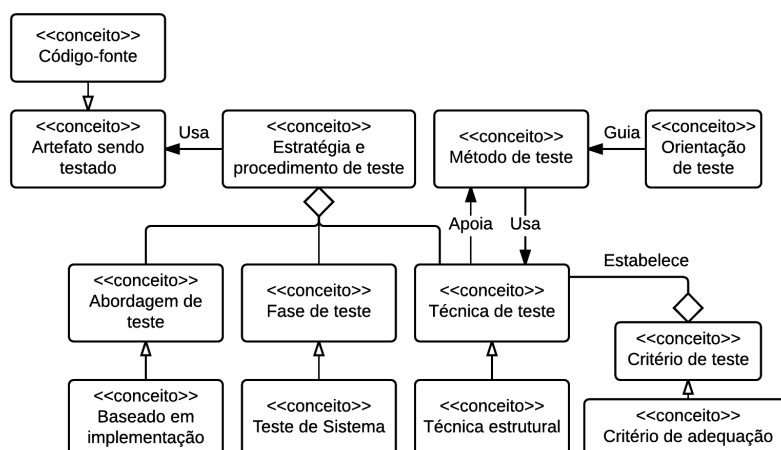 <<conceito>>
Código-fonte
<<conceito>>
Artefato sendo
testado
Usa
<<conceito>>
Estratégia e
procedimento de teste
<<conceito>>
Método de teste
Guia
<<conceito>>
Orientação
de teste
Apoia
Usa
Estabelece
<<conceito>>
Abordagem de
teste
<<conceito>>
Fase de teste
<<conceito>>
Técnica de teste
<<conceito>>
Critério de teste
<<conceito>>
Baseado em
implementação
<<conceito>>
Teste de Sistema
<<conceito>>
Técnica estrutural
<<conceito>>
Critério de adequação